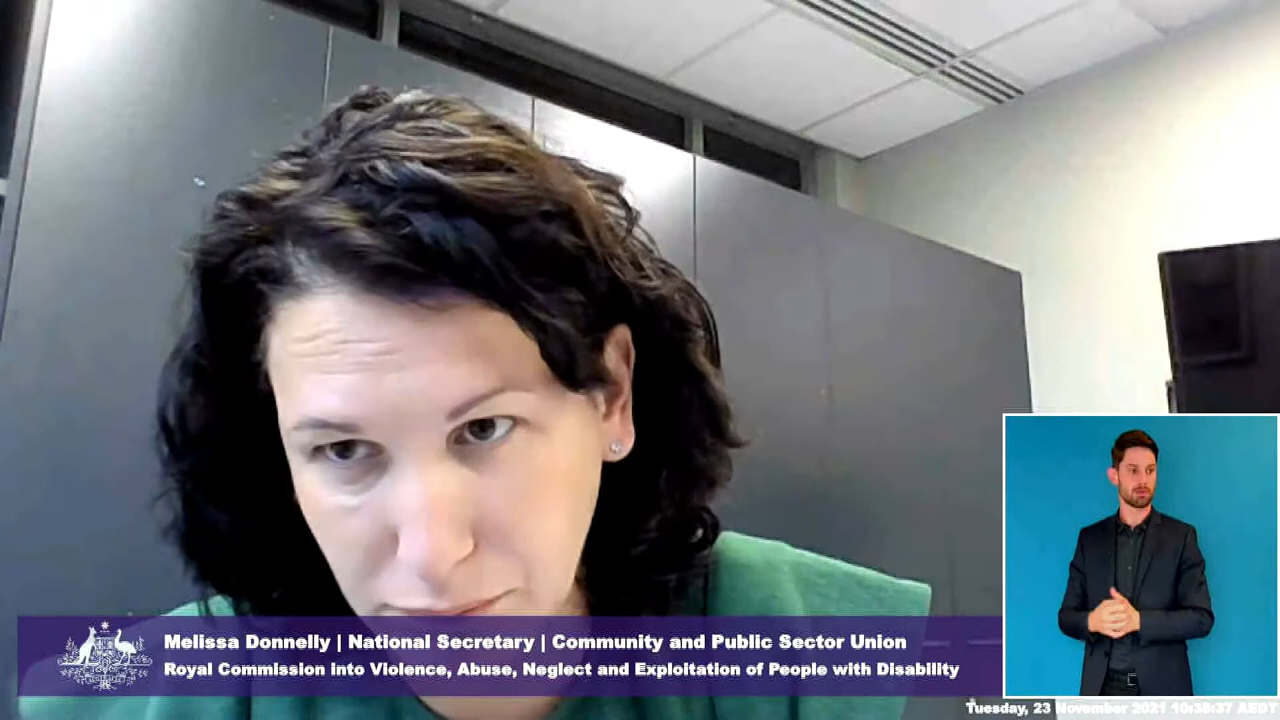 Melissa Donnelly | National Secretary | Community and Public Sector Union
Royal Commission into Violence, Abuse, Neglect and Exploitation of People with Disability
Tuesday, 23 November 2021 10:38:37 AEDT